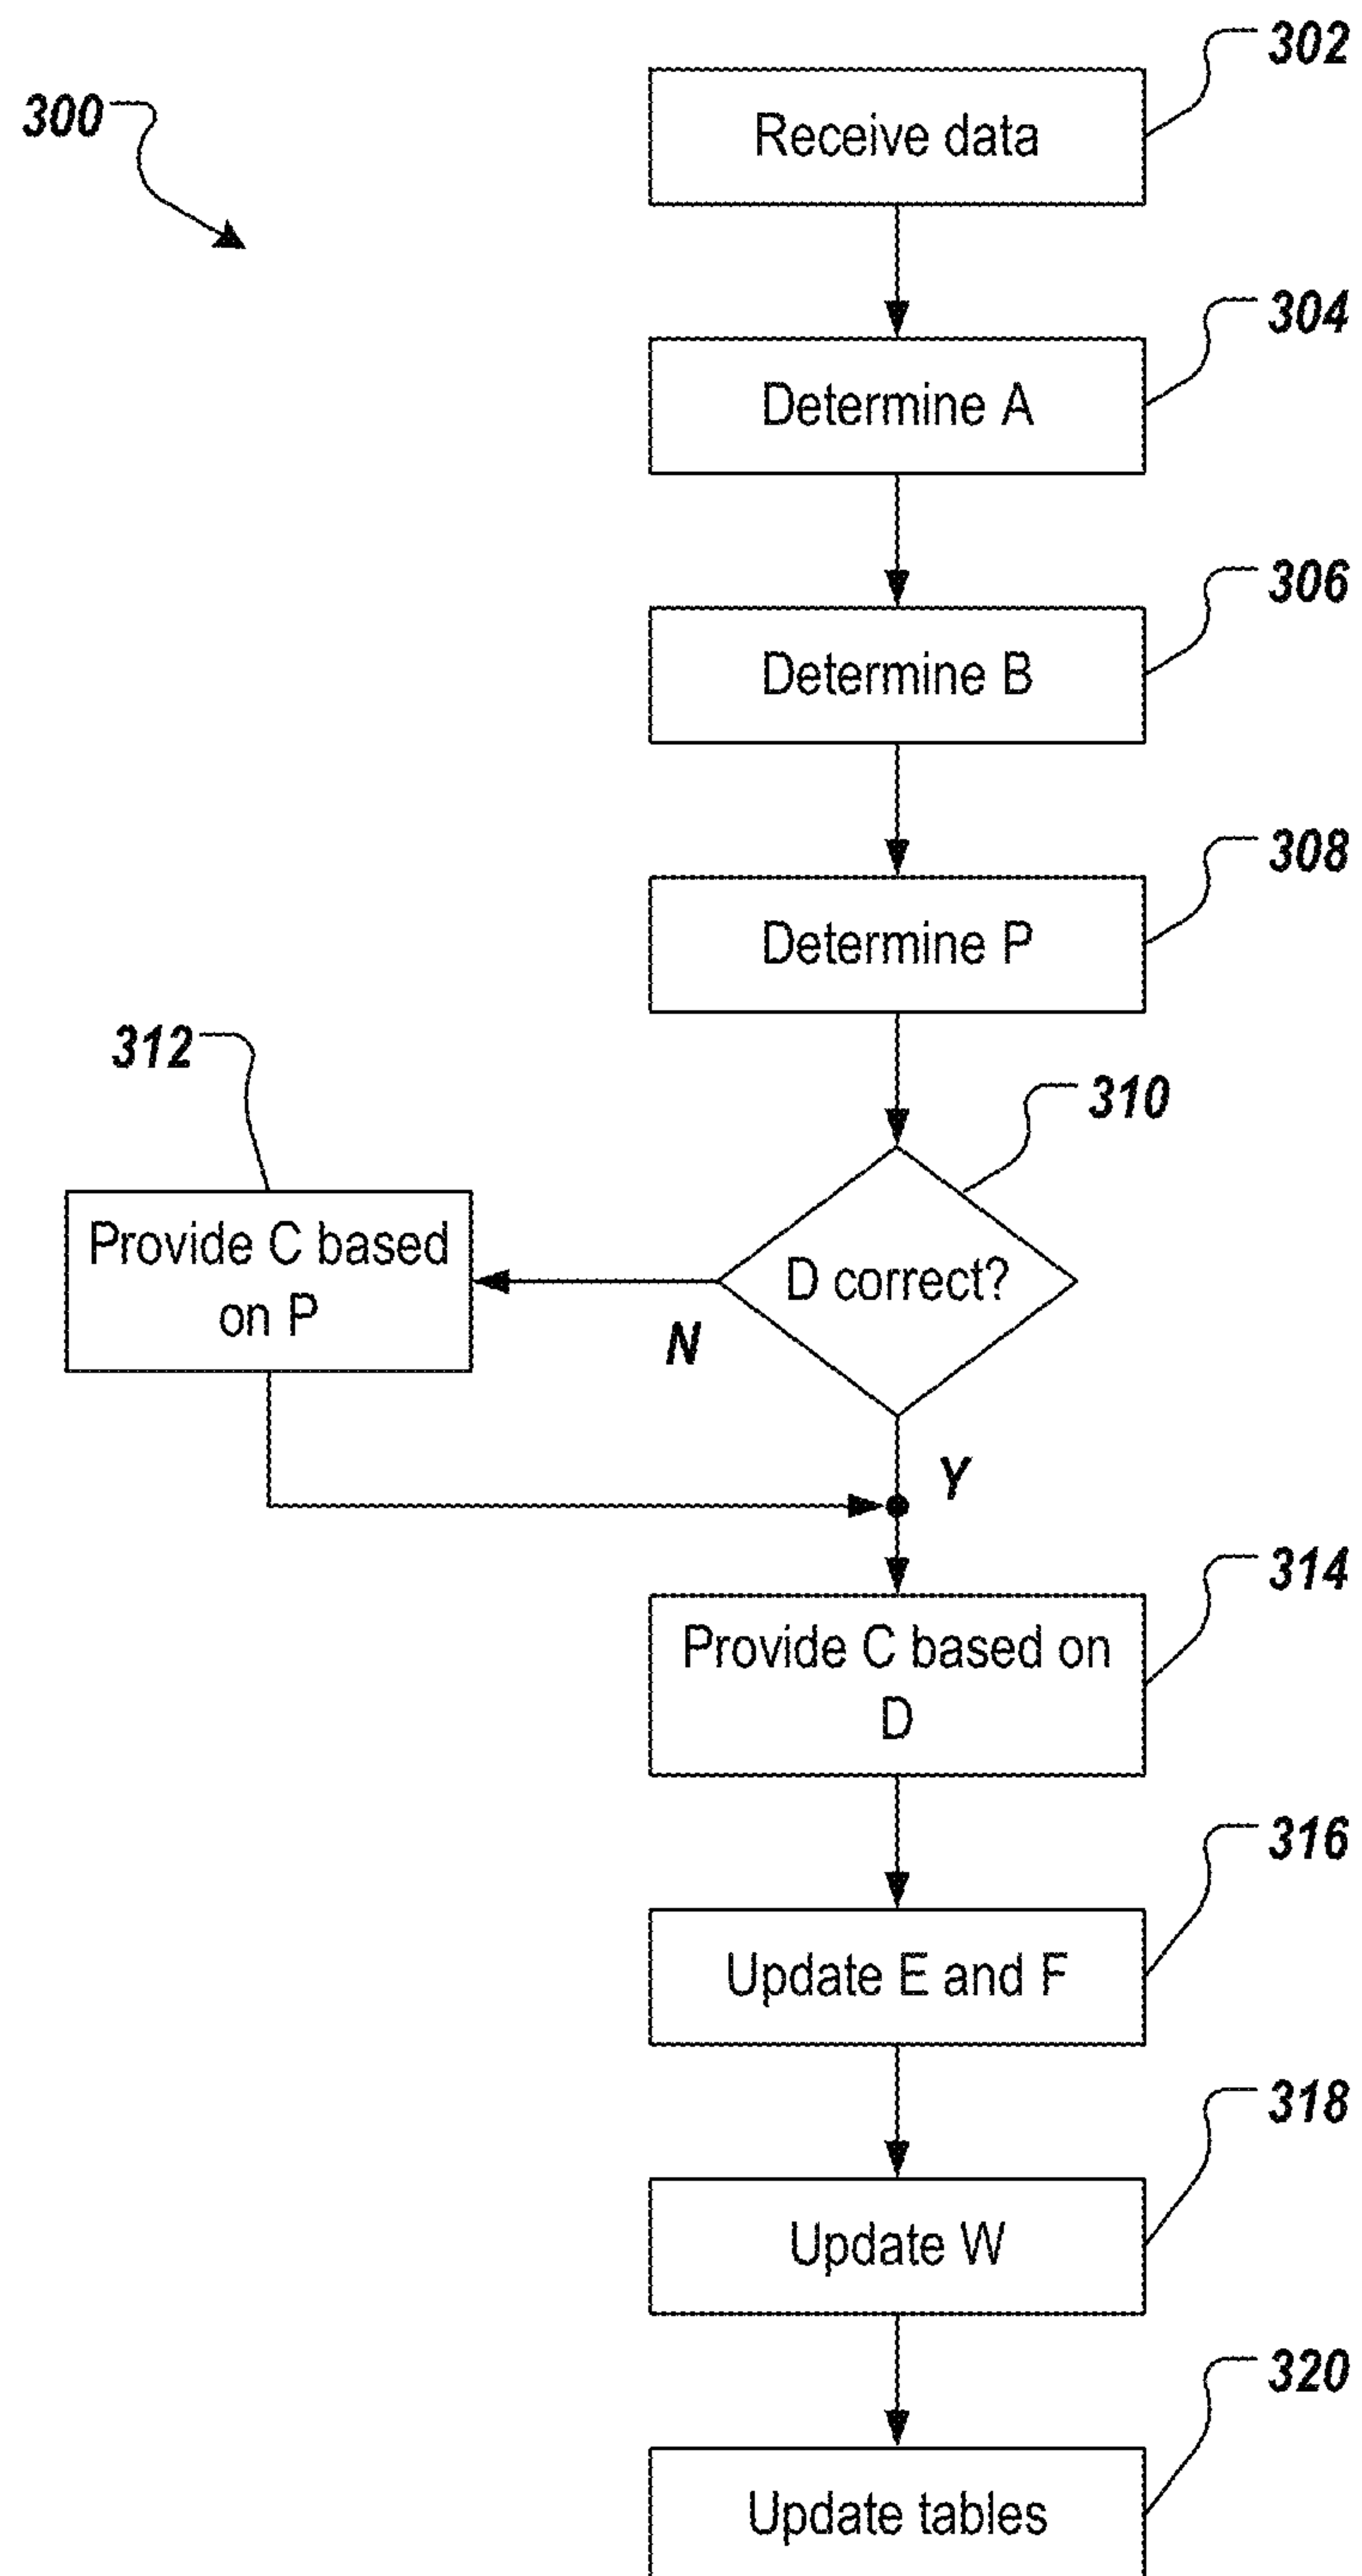 302
300
Receive data
304
Determine A
306
Determine B
308
Determine P
312
310
Provide C based
on P
D correct?
N
Y
314
Provide C based on
D
316
Update E and F
318
Update W
320
Update tables